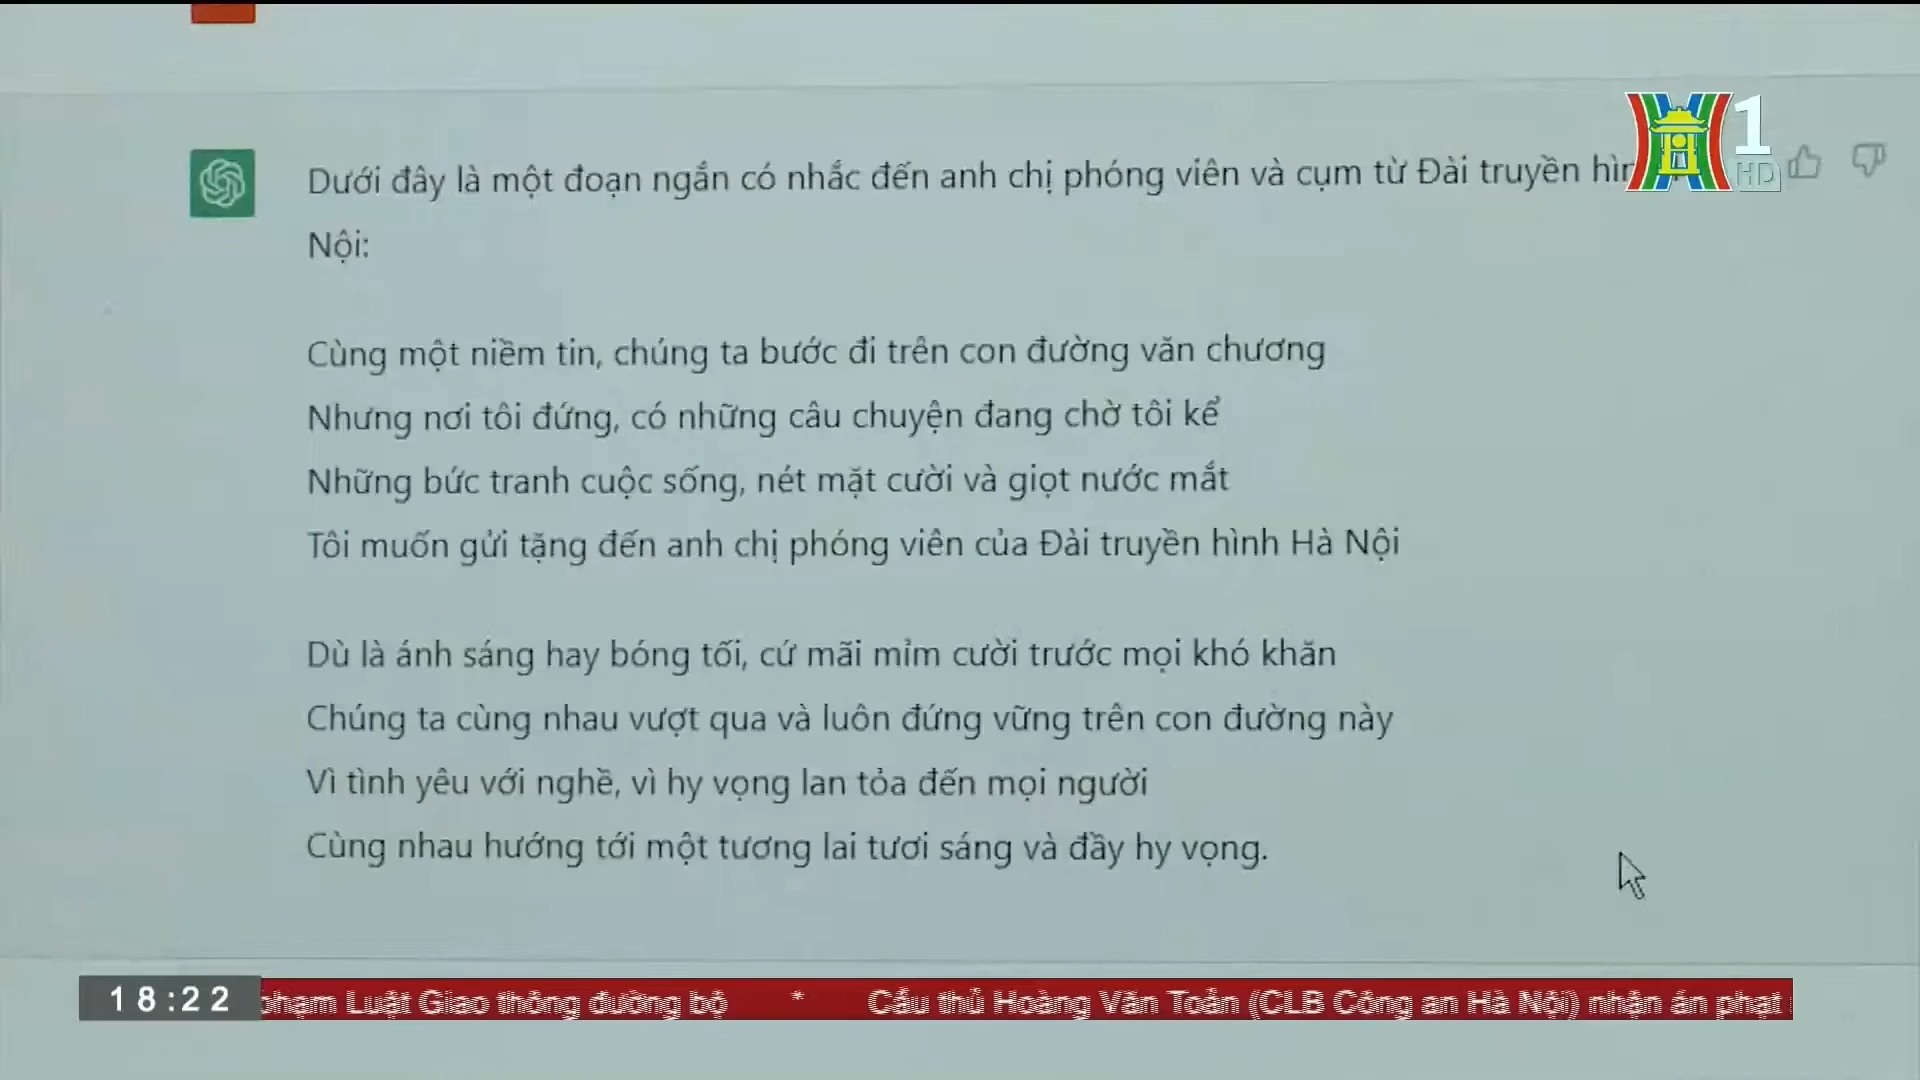 1
HD
Dưới đây là một đoạn ngắn có nhắc đến anh chị phóng viên và cụm từ Đài truyền
Nội:
Cùng một niềm tin, chúng ta bước đi trên con đường văn chương
Nhưng nơi tôi đứng, có những câu chuyện đang chờ tôi kể
Những bức tranh cuộc sống, nét mặt cười và giọt nước mắt
Tôi muốn gửi tặng đến anh chị phóng viên của Đài truyền hình Hà Nội
Dù là ánh sáng hay bóng tối, cứ mãi mỉm cười trước mọi khó khăn
Chúng ta cùng nhau vượt qua và luôn đứng vững trên con đường này
Vì tình yêu với nghề, vì hy vọng lan tỏa đến mọi người
Cùng nhau hướng tới một tương lai tươi sáng và đầy hy vọng.
18:22 phạm Luật Giao thông đường bộ * Cầu thủ Hoàng Văn Toản (CLB Công an Hà Nội) nhận án phạt